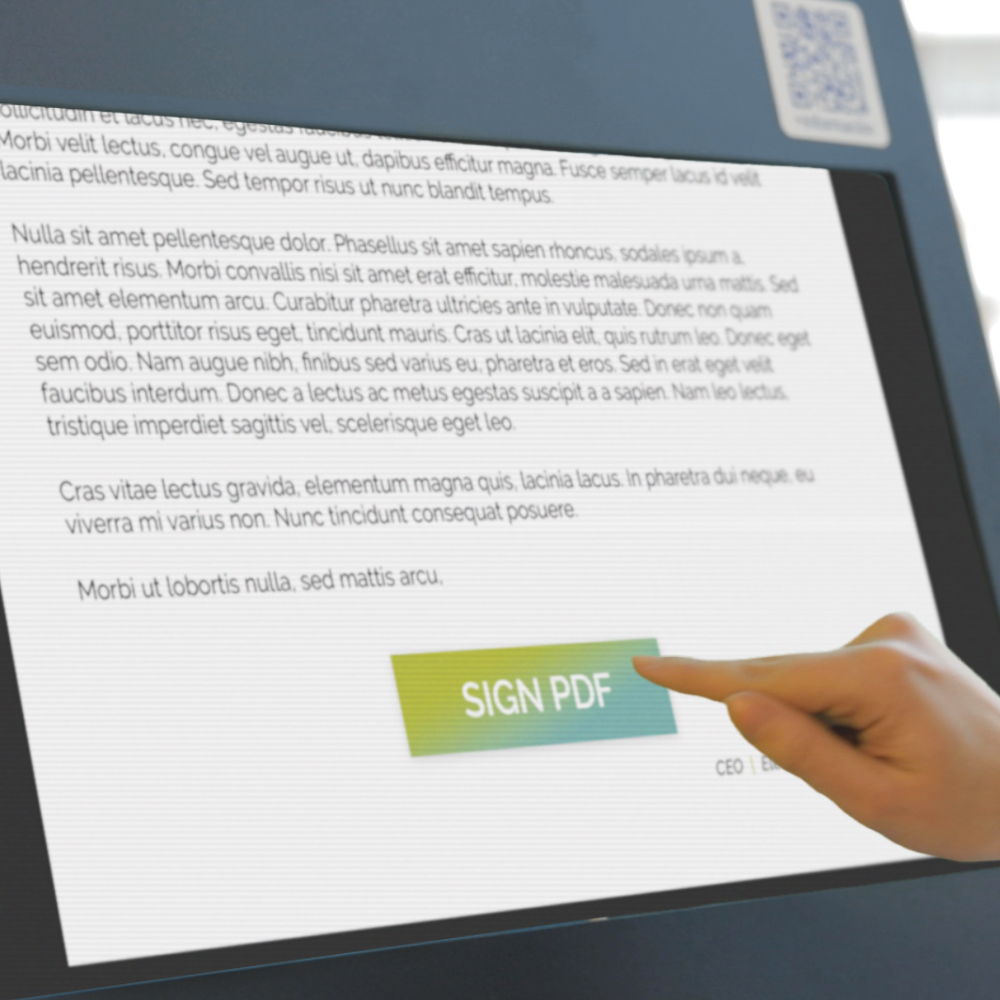 ollicitudin et lacus nec, egestas faucibus
Morbi velit lectus, congue vel augue ut, dapibus efficitur magna. Fusce semper lacus id velit
lacinia pellentesque. Sed tempor risus ut nunc blandit tempus.
Nulla sit amet pellentesque dolor. Phasellus sit amet sapien rhoncus, sodales ipsum a,
hendrerit risus. Morbi convallis nisi sit amet erat efficitur, molestie malesuada urna mattis. Sed
sit amet elementum arcu. Curabitur pharetra ultricies ante in vulputate. Donec non quam
euismod, porttitor risus eget, tincidunt mauris. Cras ut lacinia elit, quis rutrum leo. Donec eget
sem odio. Nam augue nibh, finibus sed varius eu, pharetra et eros. Sed in erat eget velit
faucibus interdum. Donec a lectus ac metus egestas suscipit a a sapien. Nam leo lectus,
tristique imperdiet sagittis vel, scelerisque eget leo.
Cras vitae lectus gravida, elementum magna quis, lacinia lacus. In pharetra dui neque, eu
viverra mi varius non. Nunc tincidunt consequat posuere.
Morbi ut lobortis nulla, sed mattis arcu,
SIGN PDF
CEO |